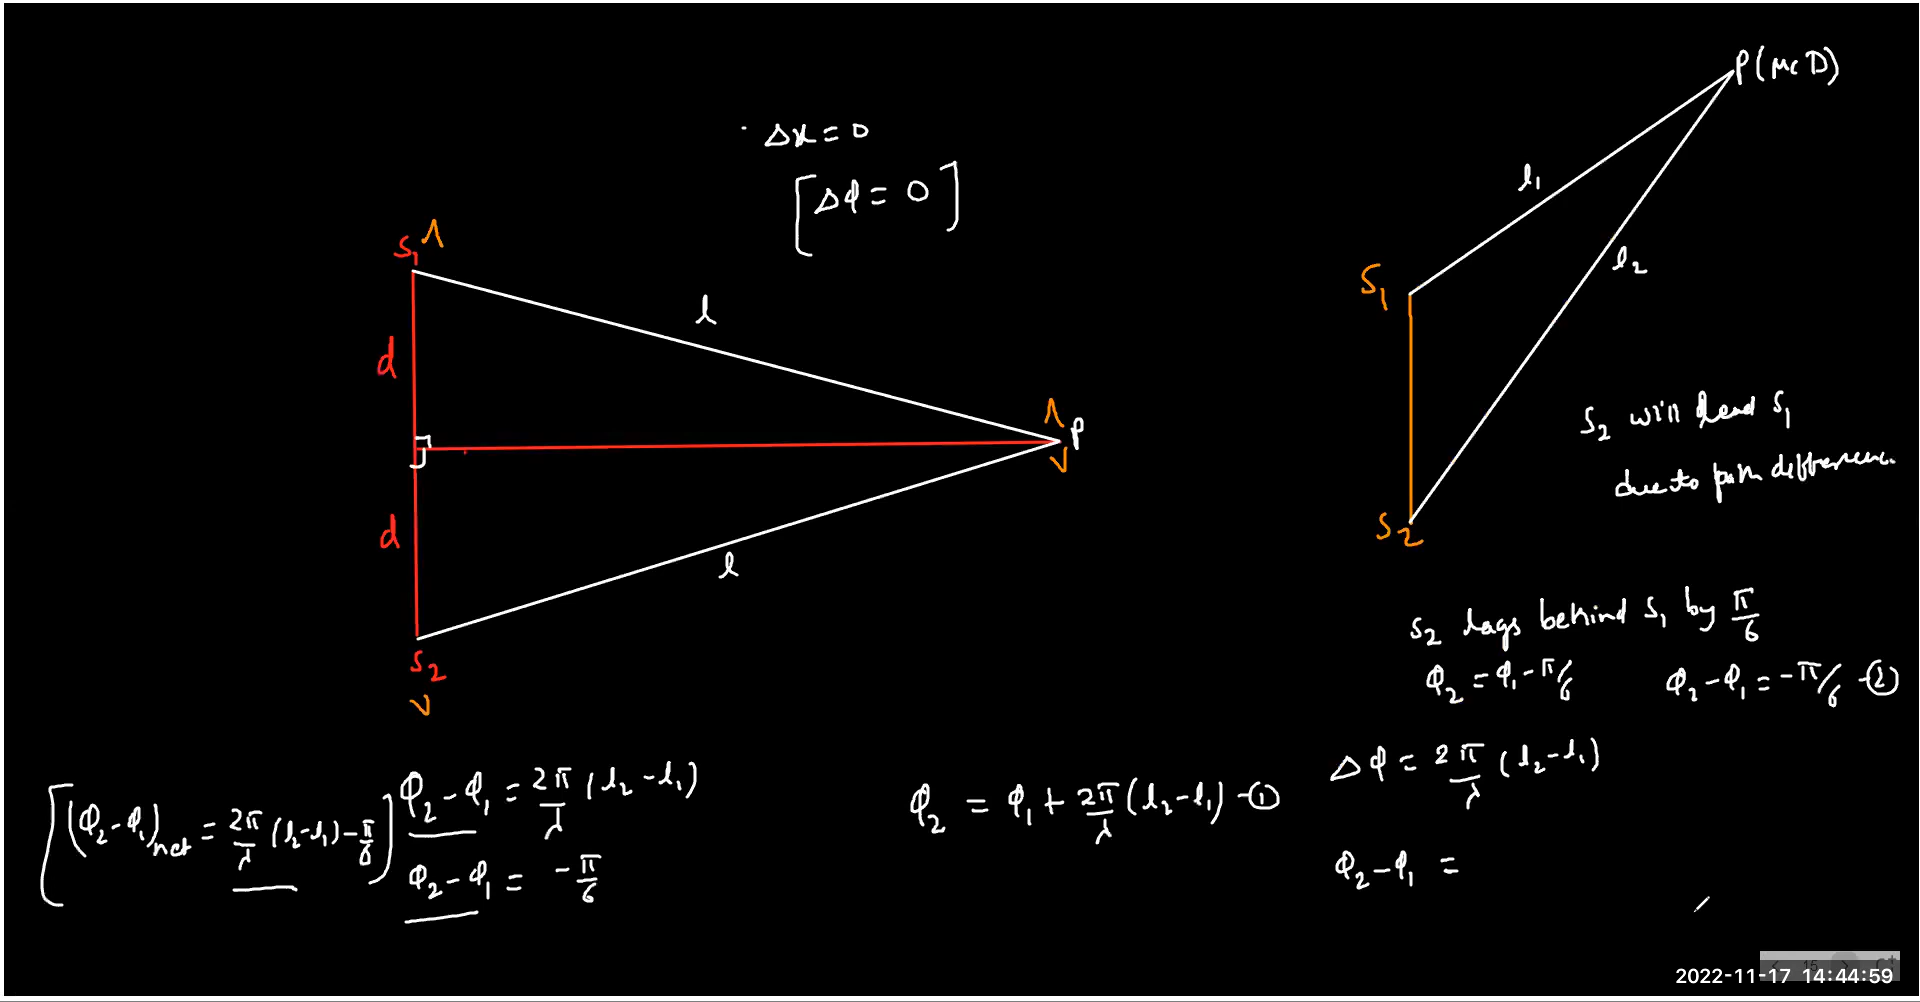 Δx = 0
[Δφ = 0]
S₁ Λ
l
d
Λ
P
V
d
l
S₂
V
P(McD)
l₁
l₂
S₁
S₂
S₂ will lead S₁
due to path difference.
S₂ lags behind S₁ by π/6
φ₂ = φ₁ - π/6   φ₂ - φ₁ = -π/6 -②
Δφ = 2π/λ (l₂ - l₁)
φ₂ - φ₁ =
φ₂ = φ₁ + 2π/λ (l₂ - l₁) -①
φ₂ - φ₁ = 2π/λ (l₂ - l₁)
φ₂ - φ₁ = -π/6
[(φ₂ - φ₁)net = 2π/λ (l₂ - l₁) - π/6]
15
2022-11-17 14:44:59